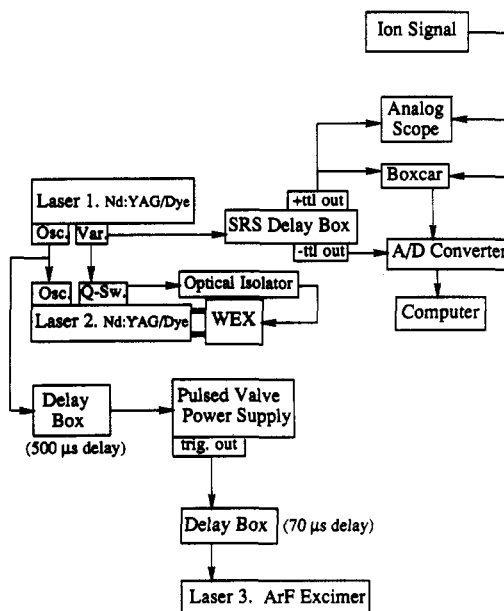 Ion Signal
Analog
Scope
Boxcar
Laser 1. Nd:YAG/Dye
Osc. Var.
+ttl out
SRS Delay Box
-ttl out
A/D Converter
Computer
Osc. Q-Sw.
Optical Isolator
Laser 2. Nd:YAG/Dye
WEX
Delay
Box
(500 μs delay)
Pulsed Valve
Power Supply
trig. out
Delay Box
(70 μs delay)
Laser 3. ArF Excimer